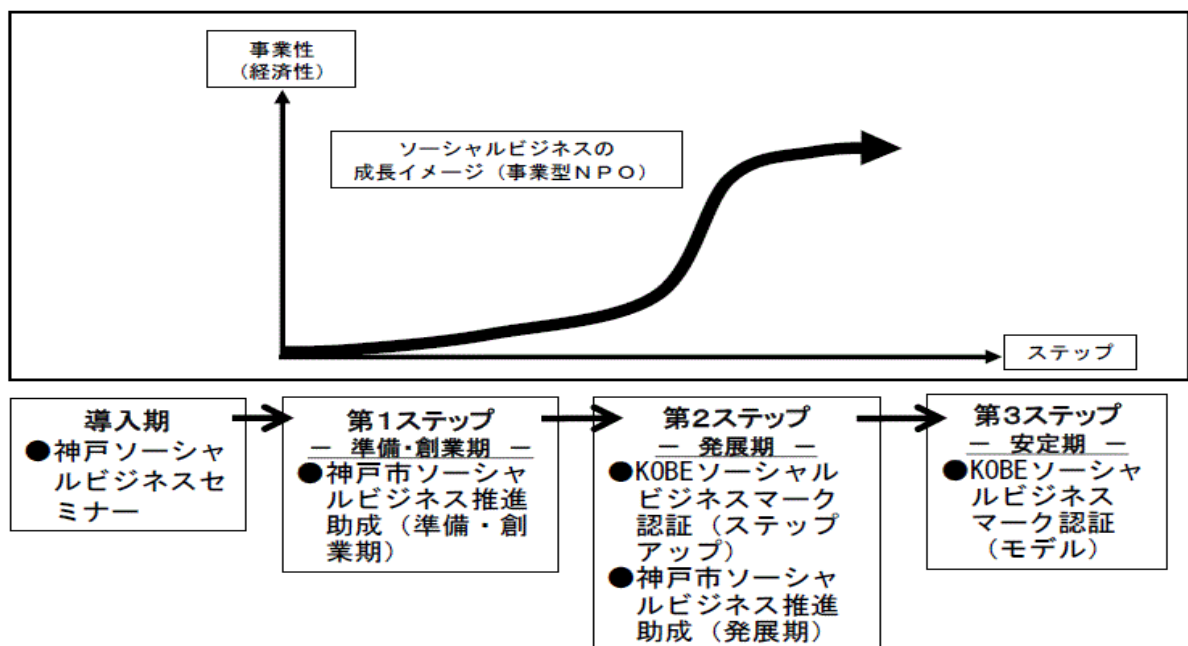 事業性
（経済性）
ソーシャルビジネスの
成長イメージ（事業型ＮＰＯ）
ステップ
導入期
●神戸ソーシャ
ルビジネスセ
ミナー
第1ステップ
－ 準備・創業期 －
●神戸市ソーシャ
ルビジネス推進
助成（準備・創
業期）
第2ステップ
－ 発展期 －
●KOBEソーシャル
ビジネスマーク
認証（ステップ
アップ）
●神戸市ソーシャ
ルビジネス推進
助成（発展期）
第3ステップ
－ 安定期 －
●KOBEソーシャ
ルビジネス
マーク認証
（モデル）